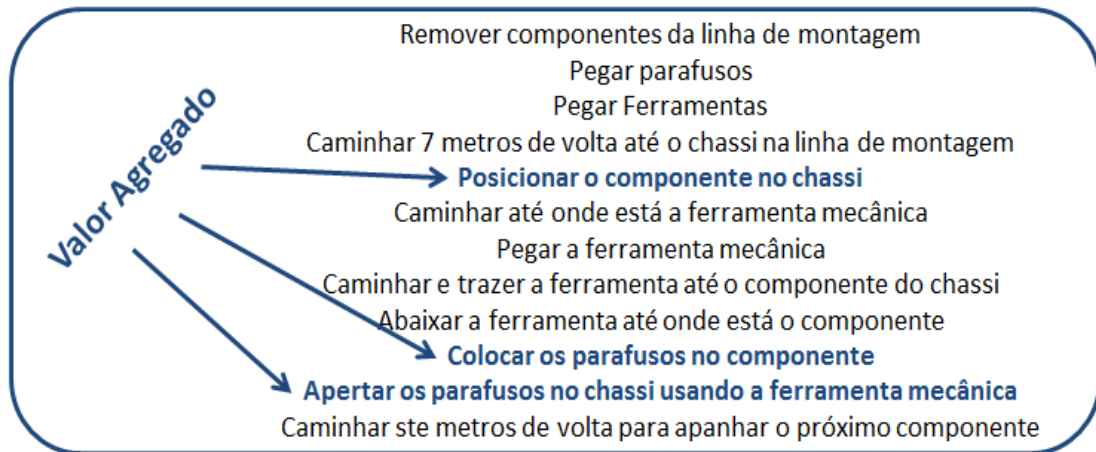 Valor Agregado
Remover componentes da linha de montagem
Pegar parafusos
Pegar Ferramentas
Caminhar 7 metros de volta até o chassi na linha de montagem
Posicionar o componente no chassi
Caminhar até onde está a ferramenta mecânica
Pegar a ferramenta mecânica
Caminhar e trazer a ferramenta até o componente do chassi
Abaixar a ferramenta até onde está o componente
Colocar os parafusos no componente
Apertar os parafusos no chassi usando a ferramenta mecânica
Caminhar ste metros de volta para apanhar o próximo componente